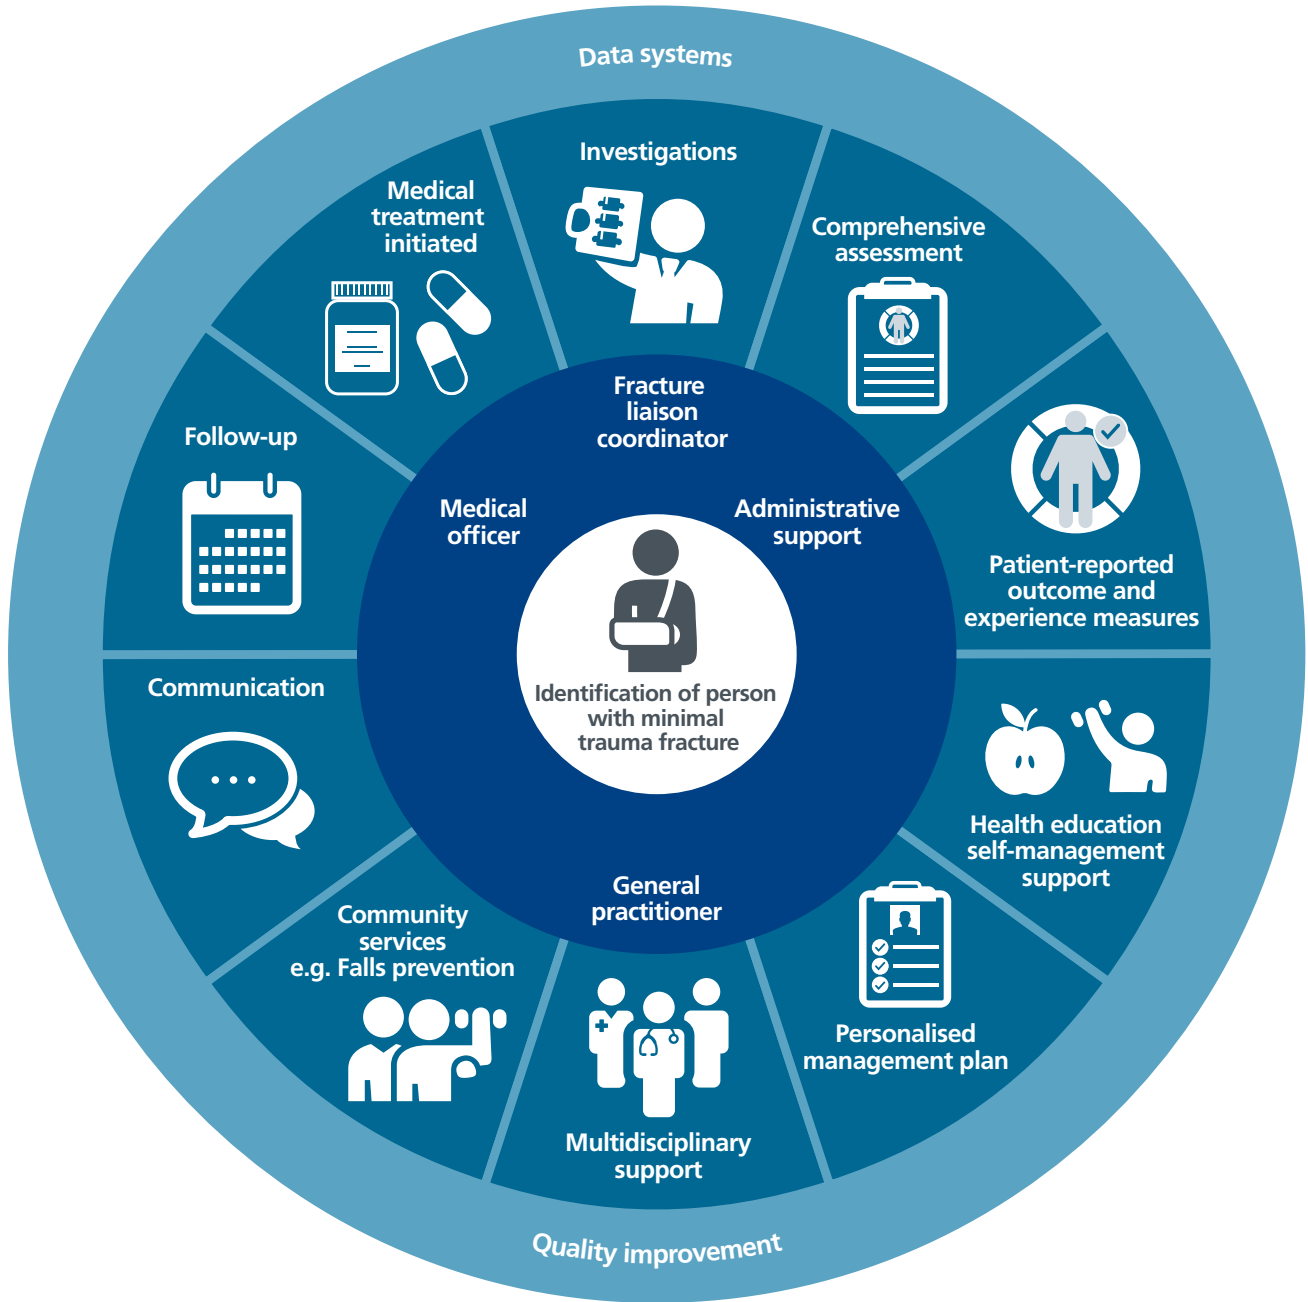 Data systems
Investigations
Medical
treatment
initiated
Comprehensive
assessment
Follow-up
Patient-reported
outcome and
experience measures
Fracture
liaison
coordinator
Medical
officer
Administrative
support
Identification of person
with minimal
trauma fracture
Communication
Health education
self-management
support
General
practitioner
Community
services
e.g. Falls prevention
Personalised
management plan
Multidisciplinary
support
Quality improvement